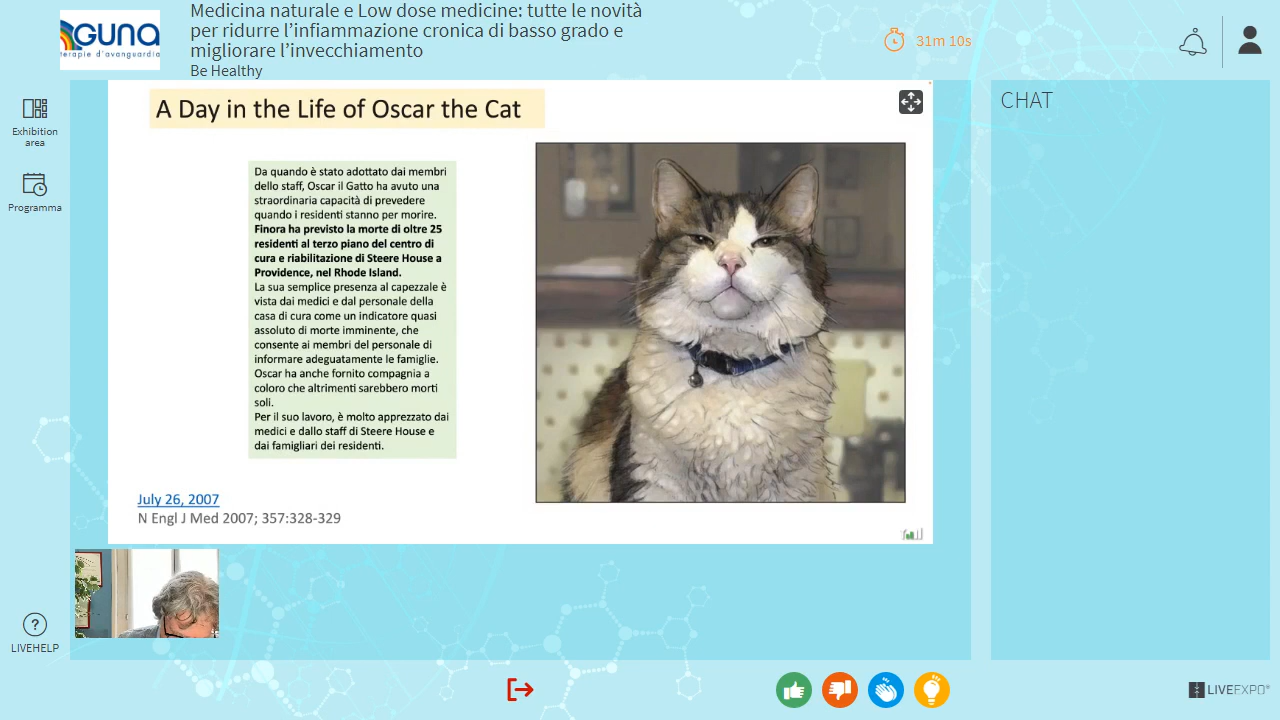 GUNA
terapie d'avanguardia
Medicina naturale e Low dose medicine: tutte le novità
per ridurre l'infiammazione cronica di basso grado e
migliorare l'invecchiamento
Be Healthy
31m 10s
Exhibition
area
Programma
LIVEHELP
A Day in the Life of Oscar the Cat
Da quando è stato adottato dai membri
dello staff, Oscar il Gatto ha avuto una
straordinaria capacità di prevedere
quando i residenti stanno per morire.
Finora ha previsto la morte di oltre 25
residenti al terzo piano del centro di
cura e riabilitazione di Steere House a
Providence, nel Rhode Island.
La sua semplice presenza al capezzale è
vista dai medici e dal personale della
casa di cura come un indicatore quasi
assoluto di morte imminente, che
consente ai membri del personale di
informare adeguatamente le famiglie.
Oscar ha anche fornito compagnia a
coloro che altrimenti sarebbero morti
soli.
Per il suo lavoro, è molto apprezzato dai
medici e dallo staff di Steere House e
dai famigliari dei residenti.
July 26, 2007
N Engl J Med 2007; 357:328-329
CHAT
LIVEEXPO®